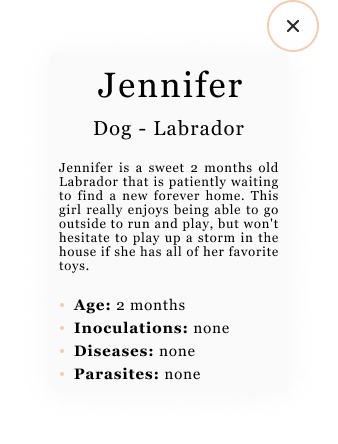 Jennifer
Dog - Labrador
Jennifer is a sweet 2 months old
Labrador that is patiently waiting
to find a new forever home. This
girl really enjoys being able to go
outside to run and play, but won't
hesitate to play up a storm in the
house if she has all of her favorite
toys.
• Age: 2 months
• Inoculations: none
• Diseases: none
• Parasites: none